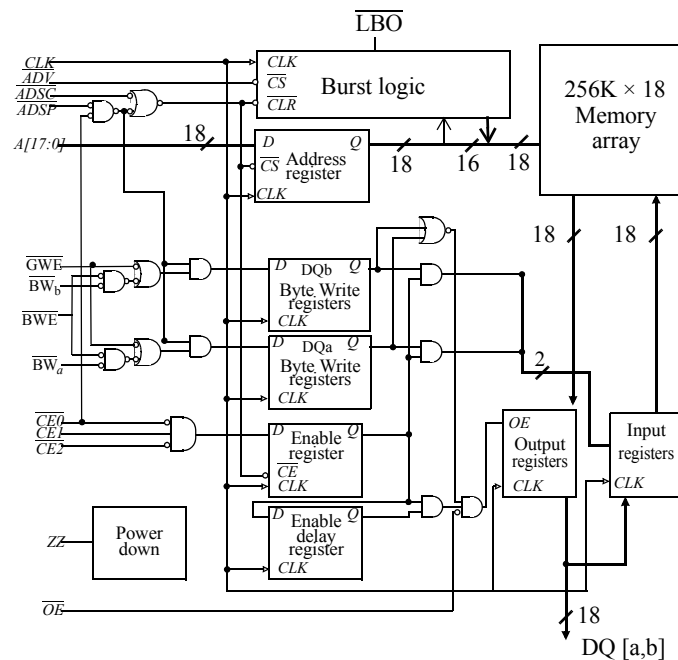 LBO
CLK
ADV
ADSC
ADSP
CLK
CS
CLR
Burst logic
256K × 18
Memory
array
A[17:0]
18
D
Q
CS
Address
register
CLK
18
16
18
18
18
GWE
BWb
BWE
BWa
D
DQb
Q
Byte Write
registers
CLK
D
DQa
Q
Byte Write
registers
CLK
2
CE0
CE1
CE2
D
Enable
register
Q
CE
CLK
OE
Output
registers
CLK
Input
registers
CLK
D
Enable
delay
register
Q
CLK
ZZ
Power
down
OE
18
DQ [a,b]